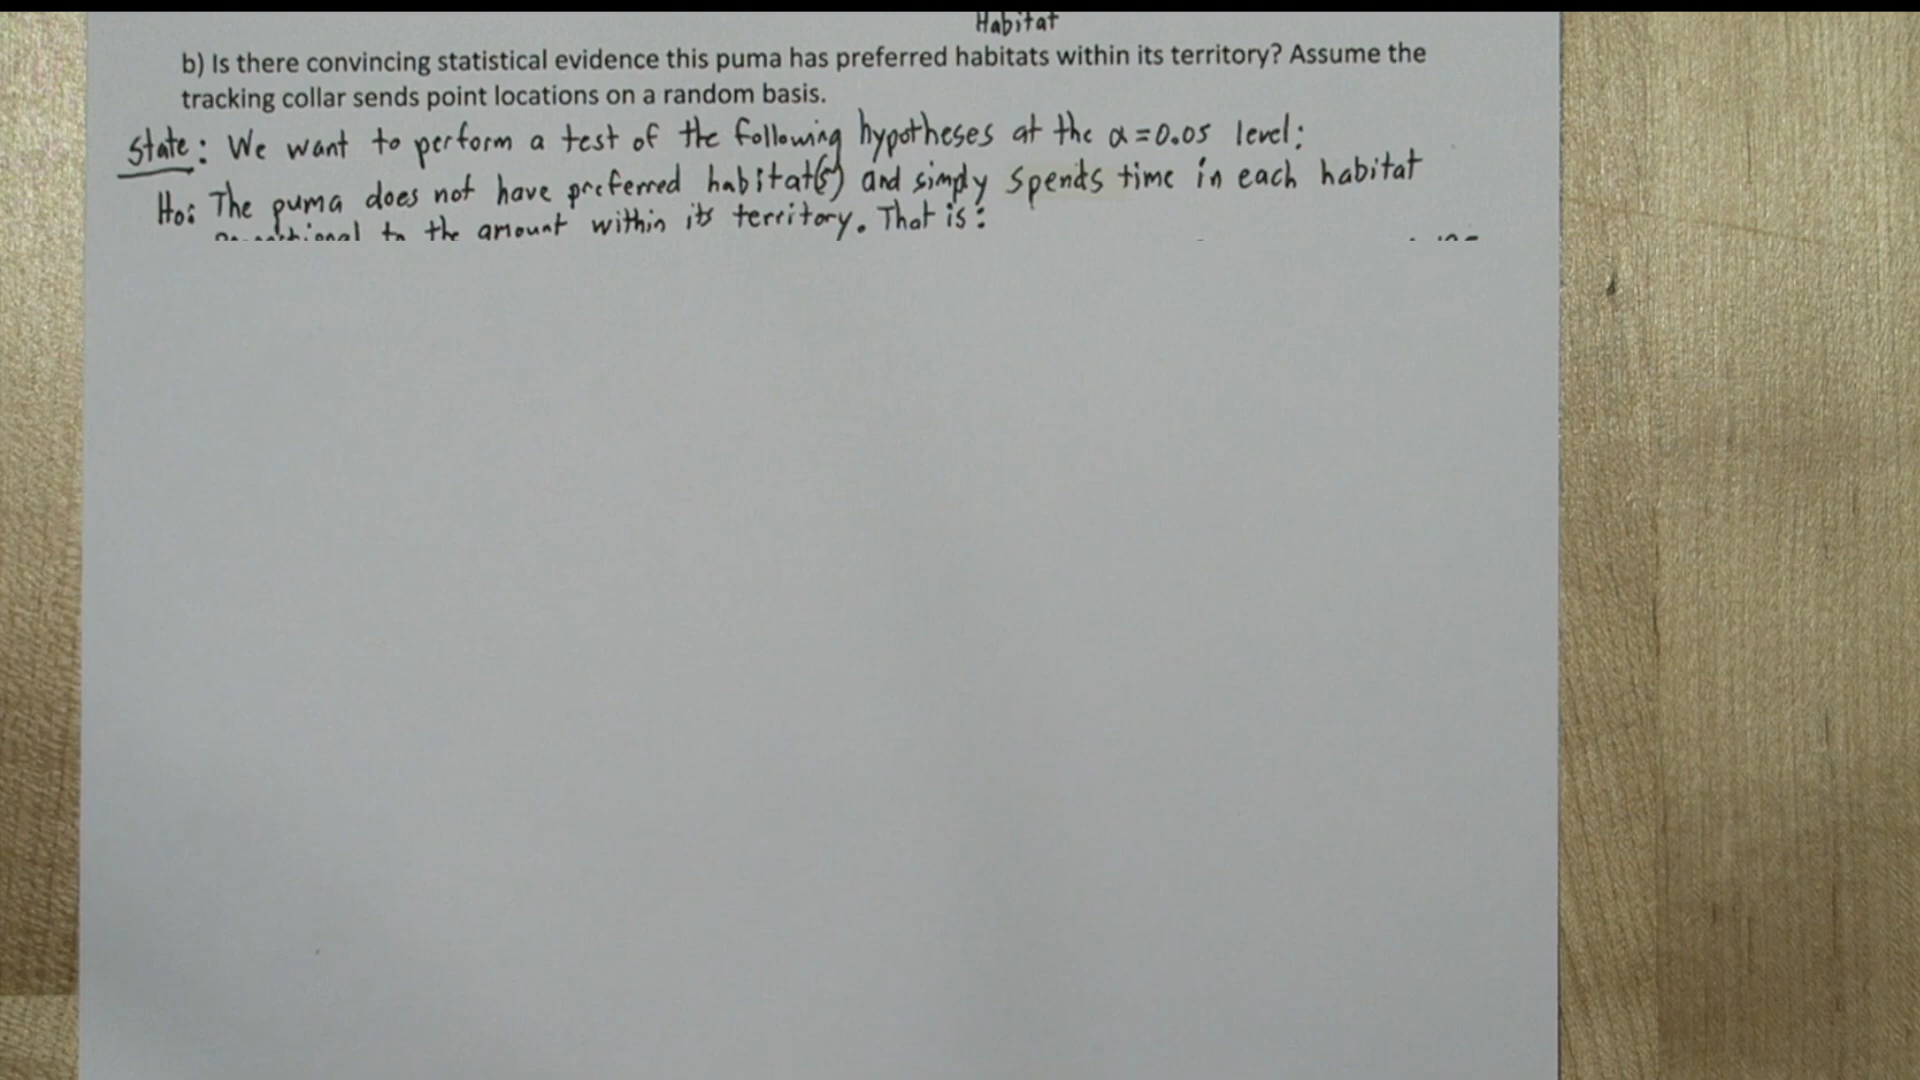 Habitat
b) Is there convincing statistical evidence this puma has preferred habitats within its territory? Assume the
tracking collar sends point locations on a random basis.
State: We want to perform a test of the following hypotheses at the α=0.05 level:
Ho: The puma does not have preferred habitat(s) and simply spends time in each habitat
to the amount within its territory. That is: